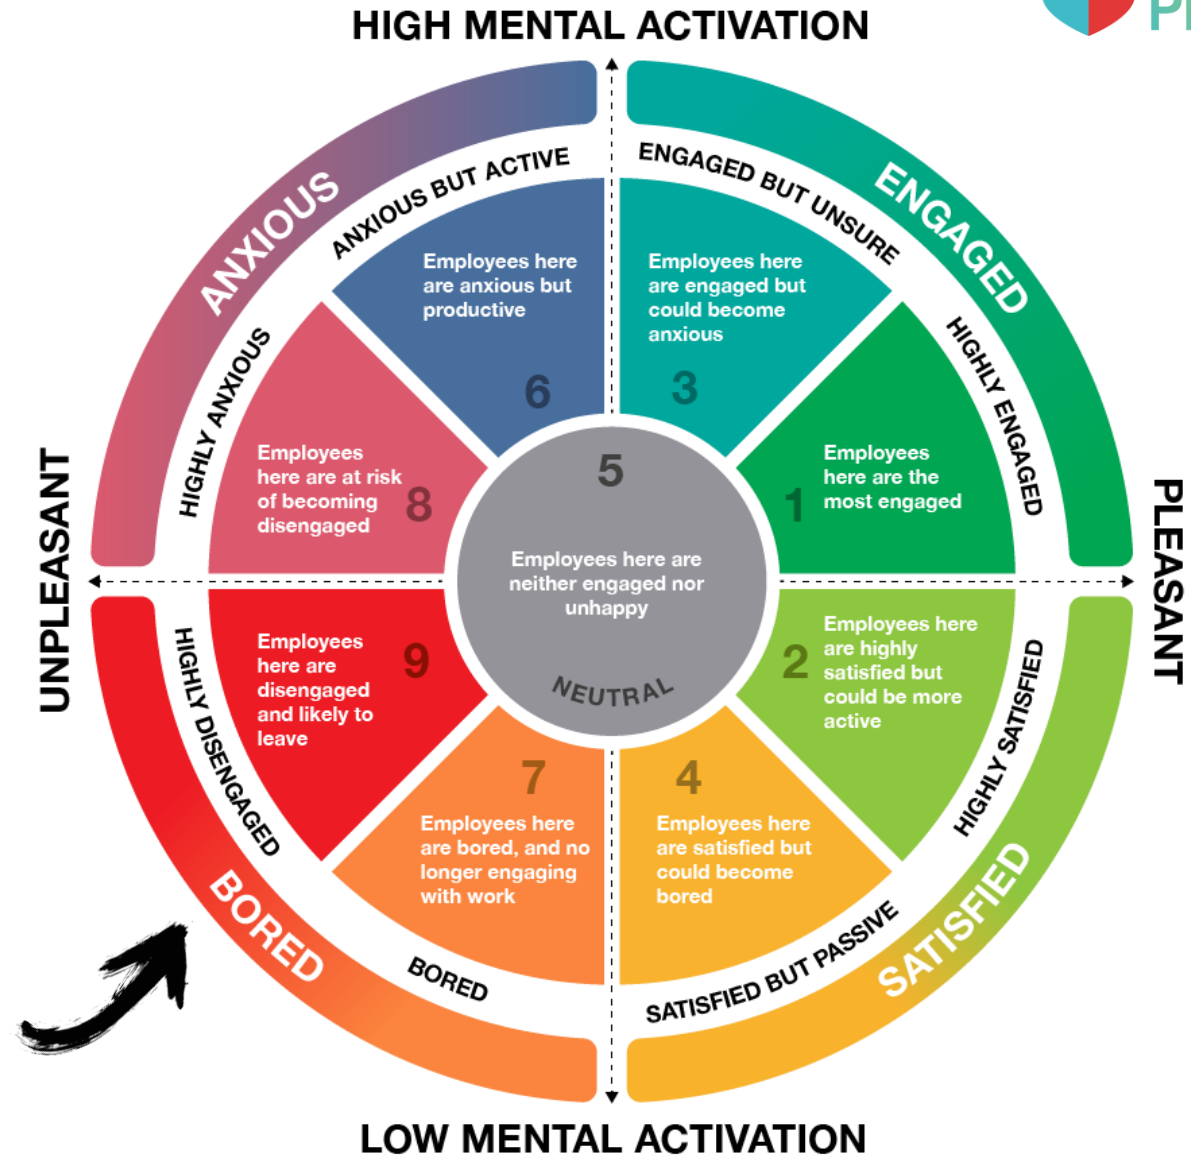 HIGH MENTAL ACTIVATION
ANXIOUS
ANXIOUS BUT ACTIVE
ENGAGED BUT UNSURE
ENGAGED
Employees here
are anxious but
productive
6
Employees here
are engaged but
could become
anxious
3
HIGHLY ANXIOUS
HIGHLY ENGAGED
Employees
here are at risk
of becoming
disengaged
8
5
Employees here are
neither engaged nor
unhappy
NEUTRAL
Employees
here are the
most engaged
1
UNPLEASANT
PLEASANT
Employees
here are
disengaged
and likely to
leave
9
Employees here
are highly
satisfied but
could be more
active
2
HIGHLY DISENGAGED
HIGHLY SATISFIED
7
Employees here
are bored, and no
longer engaging
with work
4
Employees here
are satisfied but
could become
bored
BORED
BORED
SATISFIED BUT PASSIVE
SATISFIED
LOW MENTAL ACTIVATION